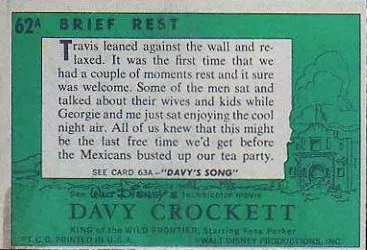 62A BRIEF REST
Travis leaned against the wall and re-
laxed. It was the first time that we
had a couple of moments rest and it sure
was welcome. Some of the men sat and
talked about their wives and kids while
Georgie and me just sat enjoying the cool
night air. All of us knew that this might
be the last free time we'd get before
the Mexicans busted up our tea party.
SEE CARD 63A—"DAVY'S SONG"
See Walt Disney's technicolor movie
DAVY CROCKETT
KING of the WILD FRONTIER, Starring Fess Parker
T.C.G. PRINTED IN U.S.A. ©WALT DISNEY PRODUCTIONS, INC.